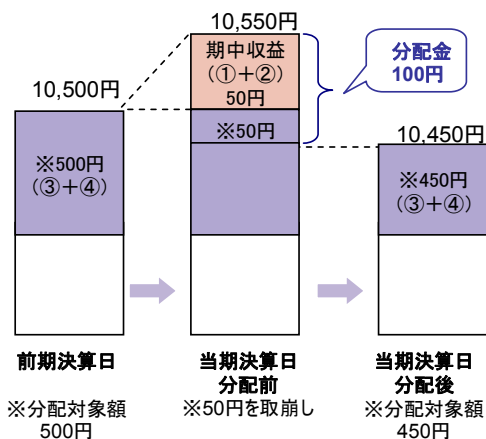 10,550円
期中収益
(①+②)
50円
分配金
100円
10,500円
※50円
10,450円
※500円
(③+④)
※450円
(③+④)
前期決算日
当期決算日
分配前
当期決算日
分配後
※分配対象額
500円
※50円を取崩し
※分配対象額
450円